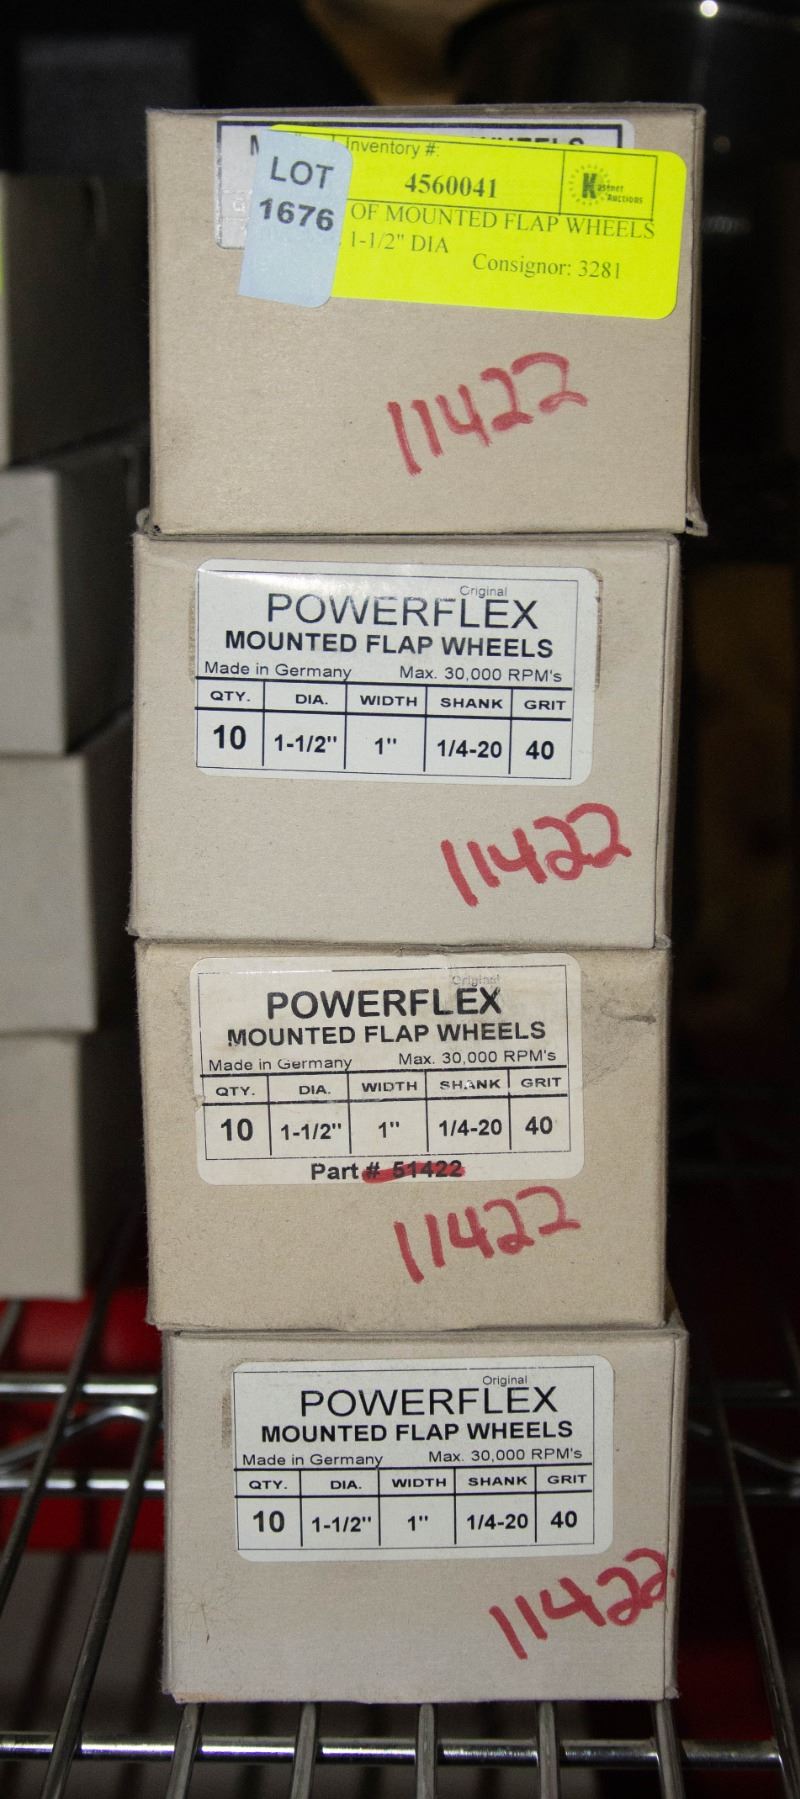 WHEELS
LOT
1676
Inventory #:
4560041
Kastner
Auctions
OF MOUNTED FLAP WHEELS
1-1/2" DIA
Consignor: 3281
11422
Original
POWERFLEX
MOUNTED FLAP WHEELS
Made in Germany Max. 30,000 RPM's
QTY. DIA. WIDTH SHANK GRIT
10 1-1/2" 1" 1/4-20 40
11422
Original
POWERFLEX
MOUNTED FLAP WHEELS
Made in Germany Max. 30,000 RPM's
QTY. DIA. WIDTH SHANK GRIT
10 1-1/2" 1" 1/4-20 40
Part # 51422
11422
Original
POWERFLEX
MOUNTED FLAP WHEELS
Made in Germany Max. 30,000 RPM's
QTY. DIA. WIDTH SHANK GRIT
10 1-1/2" 1" 1/4-20 40
11422